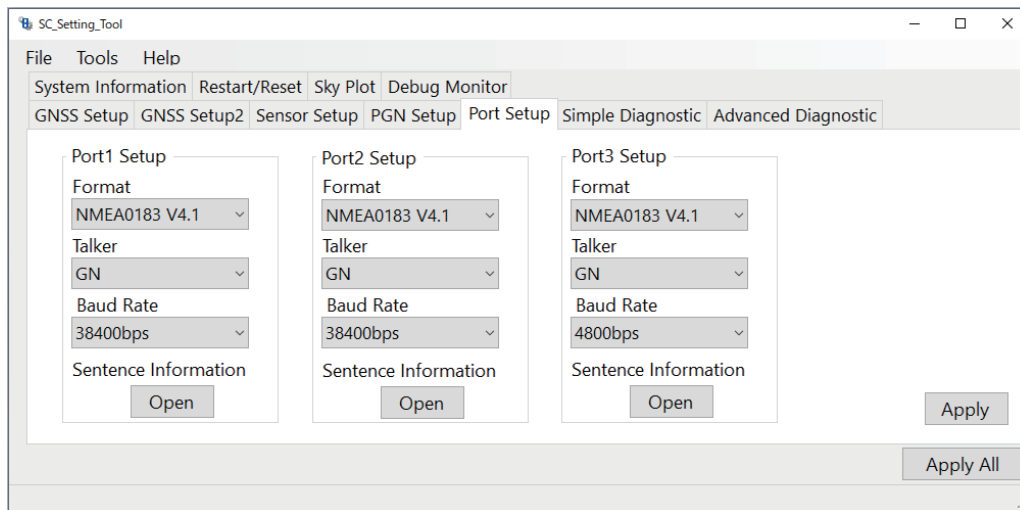 SC_Setting_Tool
File Tools Help
System Information Restart/Reset Sky Plot Debug Monitor
GNSS Setup GNSS Setup2 Sensor Setup PGN Setup Port Setup Simple Diagnostic Advanced Diagnostic
Port1 Setup
Format
NMEA0183 V4.1
Talker
GN
Baud Rate
38400bps
Sentence Information
Open
Port2 Setup
Format
NMEA0183 V4.1
Talker
GN
Baud Rate
38400bps
Sentence Information
Open
Port3 Setup
Format
NMEA0183 V4.1
Talker
GN
Baud Rate
4800bps
Sentence Information
Open
Apply
Apply All